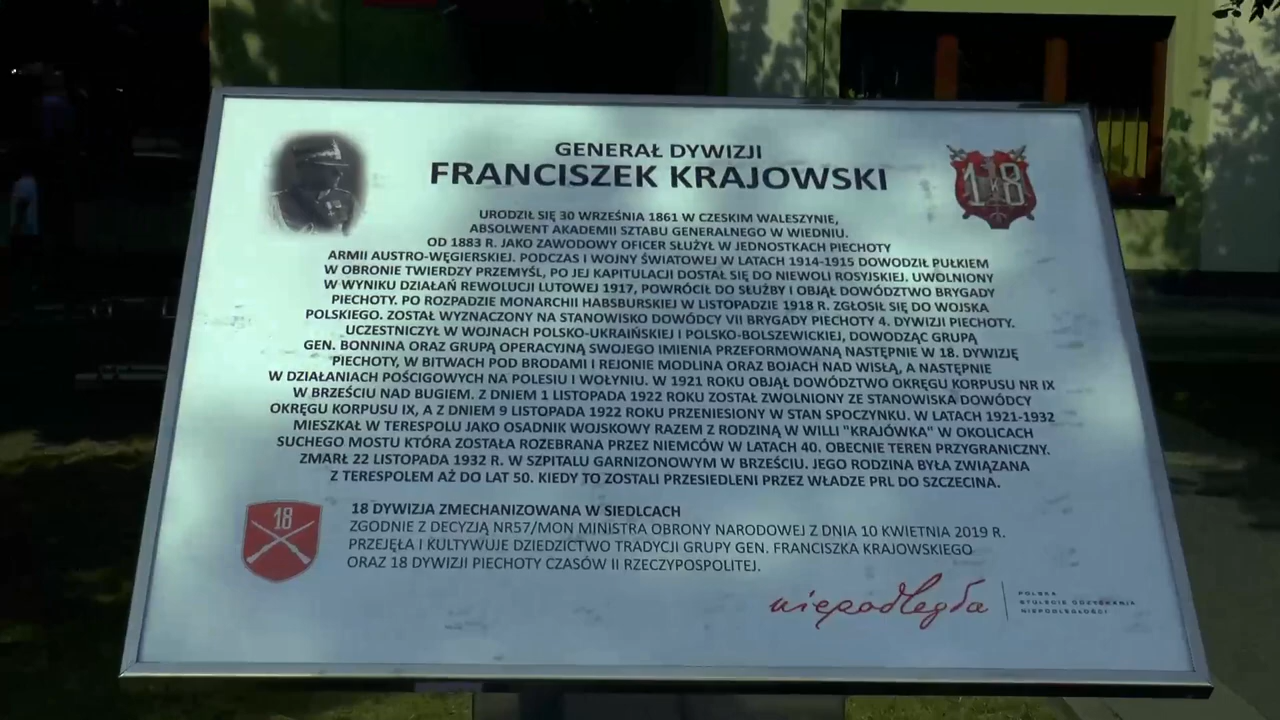 GENERAŁ DYWIZJI
FRANCISZEK KRAJOWSKI
18
URODZIŁ SIĘ 30 WRZEŚNIA 1861 W CZESKIM WALESZYNIE,
ABSOLWENT AKADEMII SZTABU GENERALNEGO W WIEDNIU.
OD 1883 R. JAKO ZAWODOWY OFICER SŁUŻYŁ W JEDNOSTKACH PIECHOTY
ARMII AUSTRO-WĘGIERSKIEJ. PODCZAS I WOJNY ŚWIATOWEJ W LATACH 1914-1915 DOWODZIŁ PUŁKIEM
W OBRONIE TWIERDZY PRZEMYŚL, PO JEJ KAPITULACJI DOSTAŁ SIĘ DO NIEWOLI ROSYJSKIEJ. UWOLNIONY
W WYNIKU DZIAŁAŃ REWOLUCJI LUTOWEJ 1917, POWRÓCIŁ DO SŁUŻBY I OBJĄŁ DOWÓDZTWO BRYGADY
PIECHOTY. PO ROZPADZIE MONARCHII HABSBURSKIEJ W LISTOPADZIE 1918 R. ZGŁOSIŁ SIĘ DO WOJSKA
POLSKIEGO. ZOSTAŁ WYZNACZONY NA STANOWISKO DOWÓDCY VII BRYGADY PIECHOTY 4. DYWIZJI PIECHOTY.
UCZESTNICZYŁ W WOJNACH POLSKO-UKRAIŃSKIEJ I POLSKO-BOLSZEWICKIEJ, DOWODZĄC GRUPĄ
GEN. BONNINA ORAZ GRUPĄ OPERACYJNĄ SWOJEGO IMIENIA PRZEFORMOWANĄ NASTĘPNIE W 18. DYWIZJĘ
PIECHOTY, W BITWACH POD BRODAMI I REJONIE MODLINA ORAZ BOJACH NAD WISŁĄ, A NASTĘPNIE
W DZIAŁANIACH POŚCIGOWYCH NA POLESIU I WOŁYNIU. W 1921 ROKU OBJĄŁ DOWÓDZTWO OKRĘGU KORPUSU NR IX
W BRZEŚCIU NAD BUGIEM. Z DNIEM 1 LISTOPADA 1922 ROKU ZOSTAŁ ZWOLNIONY ZE STANOWISKA DOWÓDCY
OKRĘGU KORPUSU IX, A Z DNIEM 9 LISTOPADA 1922 ROKU PRZENIESIONY W STAN SPOCZYNKU. W LATACH 1921-1932
MIESZKAŁ W TERESPOLU JAKO OSADNIK WOJSKOWY RAZEM Z RODZINĄ W WILLI "KRAJÓWKA" W OKOLICACH
SUCHEGO MOSTU KTÓRA ZOSTAŁA ROZEBRANA PRZEZ NIEMCÓW W LATACH 40. OBECNIE TEREN PRZYGRANICZNY.
ZMARŁ 22 LISTOPADA 1932 R. W SZPITALU GARNIZONOWYM W BRZEŚCIU. JEGO RODZINA BYŁA ZWIĄZANA
Z TERESPOLEM AŻ DO LAT 50. KIEDY TO ZOSTALI PRZESIEDLENI PRZEZ WŁADZE PRL DO SZCZECINA.
18
18 DYWIZJA ZMECHANIZOWANA W SIEDLCACH
ZGODNIE Z DECYZJĄ NR57/MON MINISTRA OBRONY NARODOWEJ Z DNIA 10 KWIETNIA 2019 R.
PRZEJĘŁA I KULTYWUJE DZIEDZICTWO TRADYCJI GRUPY GEN. FRANCISZKA KRAJOWSKIEGO
ORAZ 18 DYWIZJI PIECHOTY CZASÓW II RZECZYPOSPOLITEJ.
niepodległa
POLSKA
STULECIE ODZYSKANIA
NIEPODLEGŁOŚCI